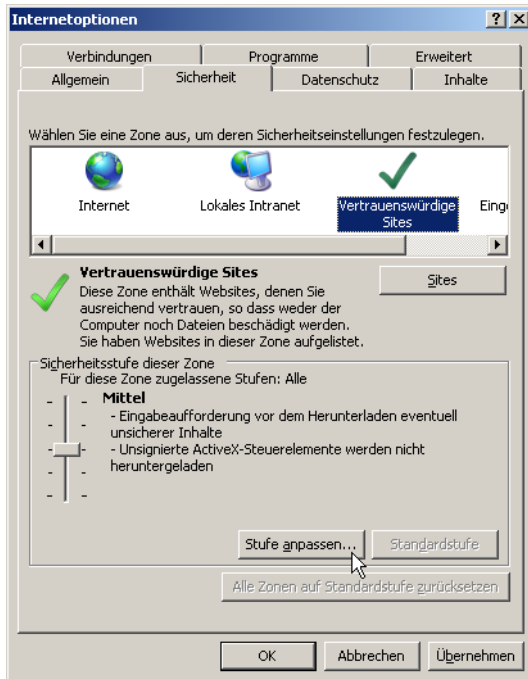 Internetoptionen
Verbindungen Programme Erweitert
Allgemein Sicherheit Datenschutz Inhalte
Wählen Sie eine Zone aus, um deren Sicherheitseinstellungen festzulegen.
Internet Lokales Intranet Vertrauenswürdige Sites Einge
Vertrauenswürdige Sites
Sites
Diese Zone enthält Websites, denen Sie
ausreichend vertrauen, so dass weder der
Computer noch Dateien beschädigt werden.
Sie haben Websites in dieser Zone aufgelistet.
Sicherheitsstufe dieser Zone
Für diese Zone zugelassene Stufen: Alle
Mittel
- Eingabeaufforderung vor dem Herunterladen eventuell
unsicherer Inhalte
- Unsignierte ActiveX-Steuerelemente werden nicht
heruntergeladen
Stufe anpassen... Standardstufe
Alle Zonen auf Standardstufe zurücksetzen
OK Abbrechen Übernehmen